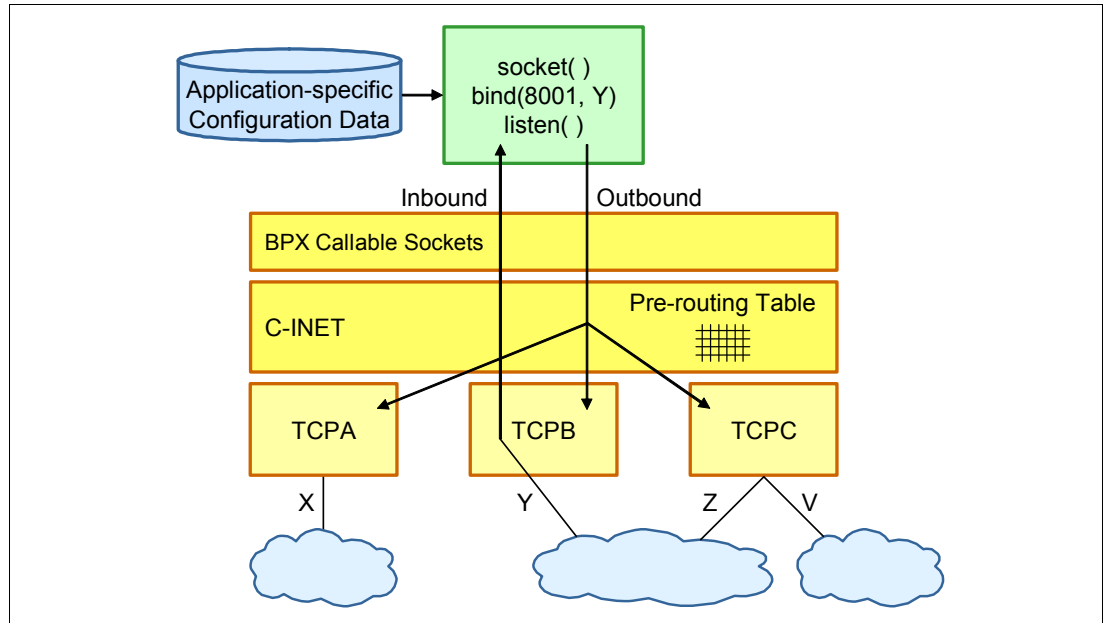 Application-specific
Configuration Data
socket( )
bind(8001, Y)
listen( )
Inbound
Outbound
BPX Callable Sockets
C-INET
Pre-routing Table
TCPA
TCPB
TCPC
X
Y
Z
V